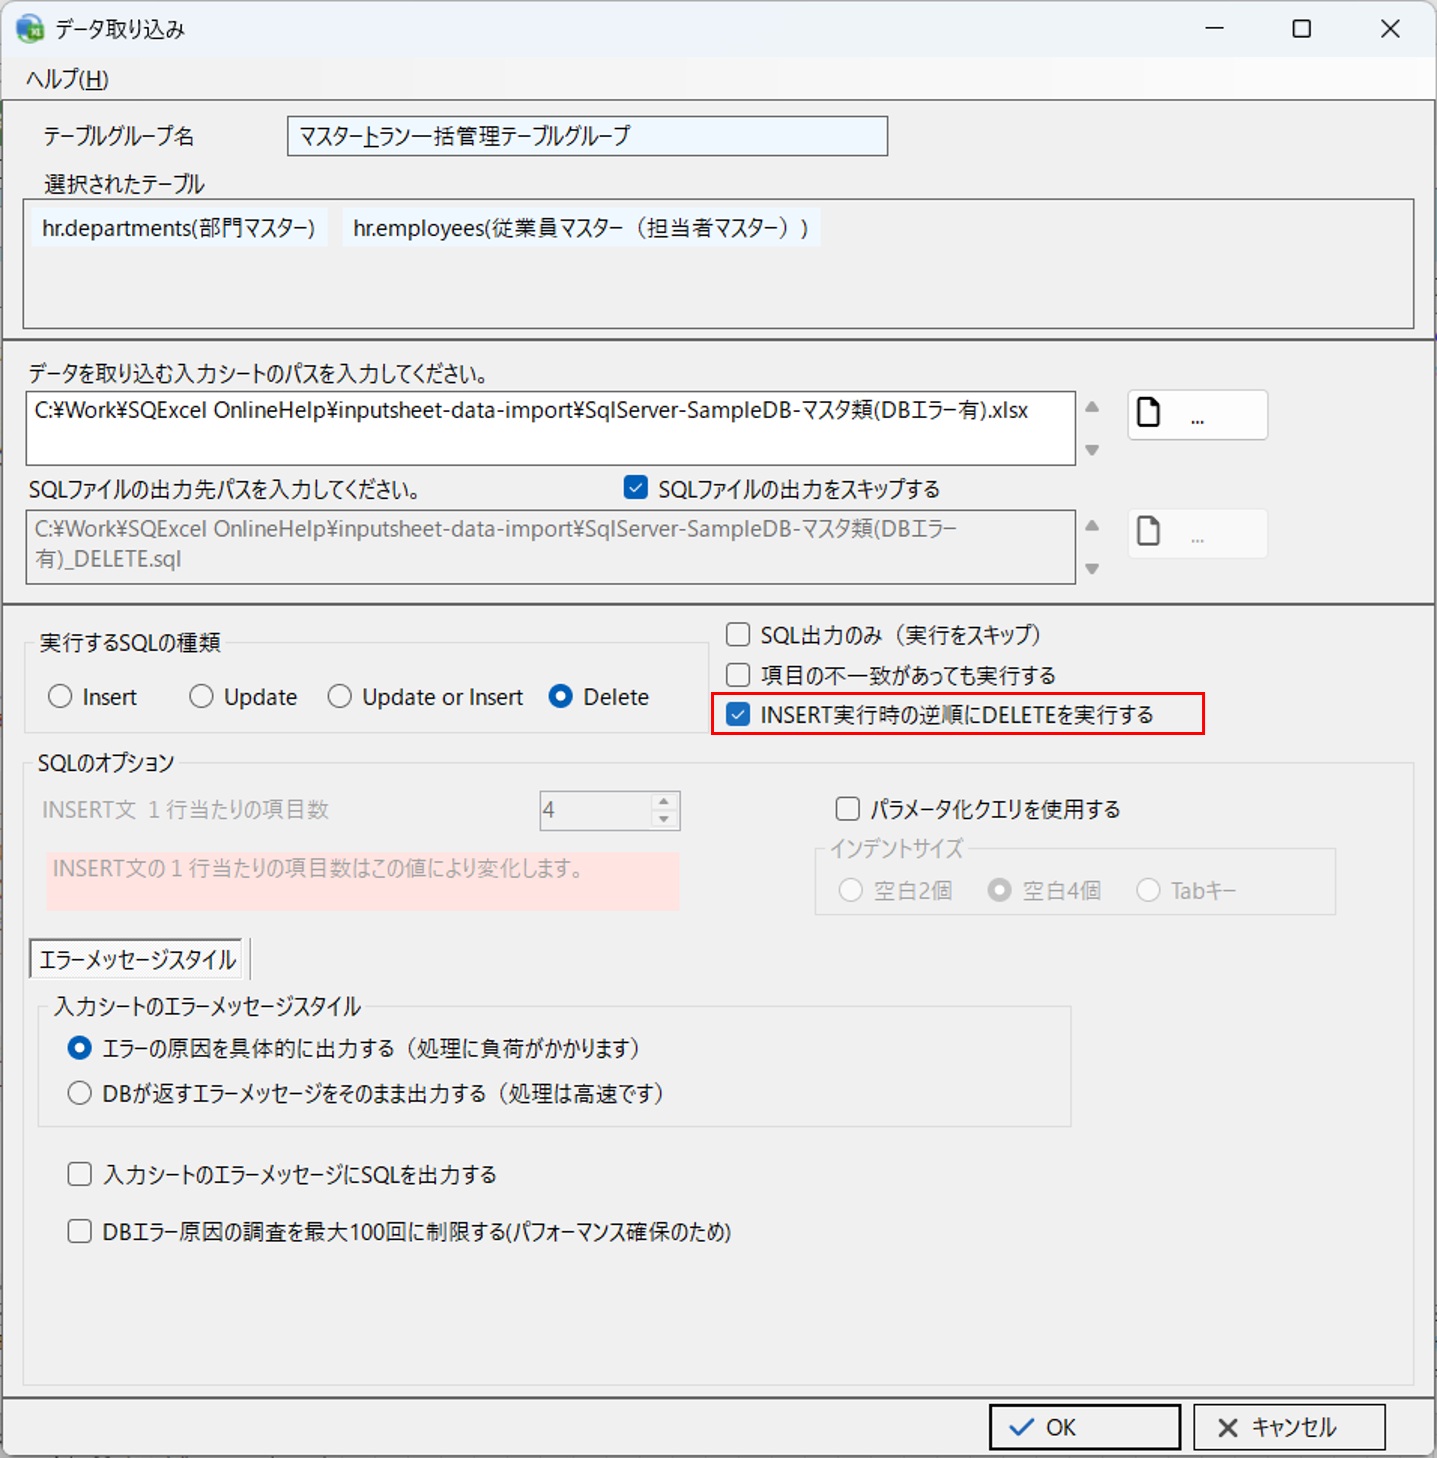 データ取り込み
ヘルプ(H)
テーブルグループ名
マスタートラン一括管理テーブルグループ
選択されたテーブル
hr.departments(部門マスター)
hr.employees(従業員マスター（担当者マスター）)
データを取り込む入力シートのパスを入力してください。
C:¥Work¥SQExcel OnlineHelp¥inputsheet-data-import¥SqlServer-SampleDB-マスタ類(DBエラー有).xlsx
...
SQLファイルの出力先パスを入力してください。
SQLファイルの出力をスキップする
C:¥Work¥SQExcel OnlineHelp¥inputsheet-data-import¥SqlServer-SampleDB-マスタ類(DBエラー
有)_DELETE.sql
...
実行するSQLの種類
Insert
Update
Update or Insert
Delete
SQL出力のみ（実行をスキップ）
項目の不一致があっても実行する
INSERT実行時の逆順にDELETEを実行する
SQLのオプション
INSERT文 １行当たりの項目数
4
パラメータ化クエリを使用する
INSERT文の１行当たりの項目数はこの値により変化します。
インデントサイズ
空白2個
空白4個
Tabキー
エラーメッセージスタイル
入力シートのエラーメッセージスタイル
エラーの原因を具体的に出力する（処理に負荷がかかります）
DBが返すエラーメッセージをそのまま出力する（処理は高速です）
入力シートのエラーメッセージにSQLを出力する
DBエラー原因の調査を最大100回に制限する(パフォーマンス確保のため)
OK
キャンセル